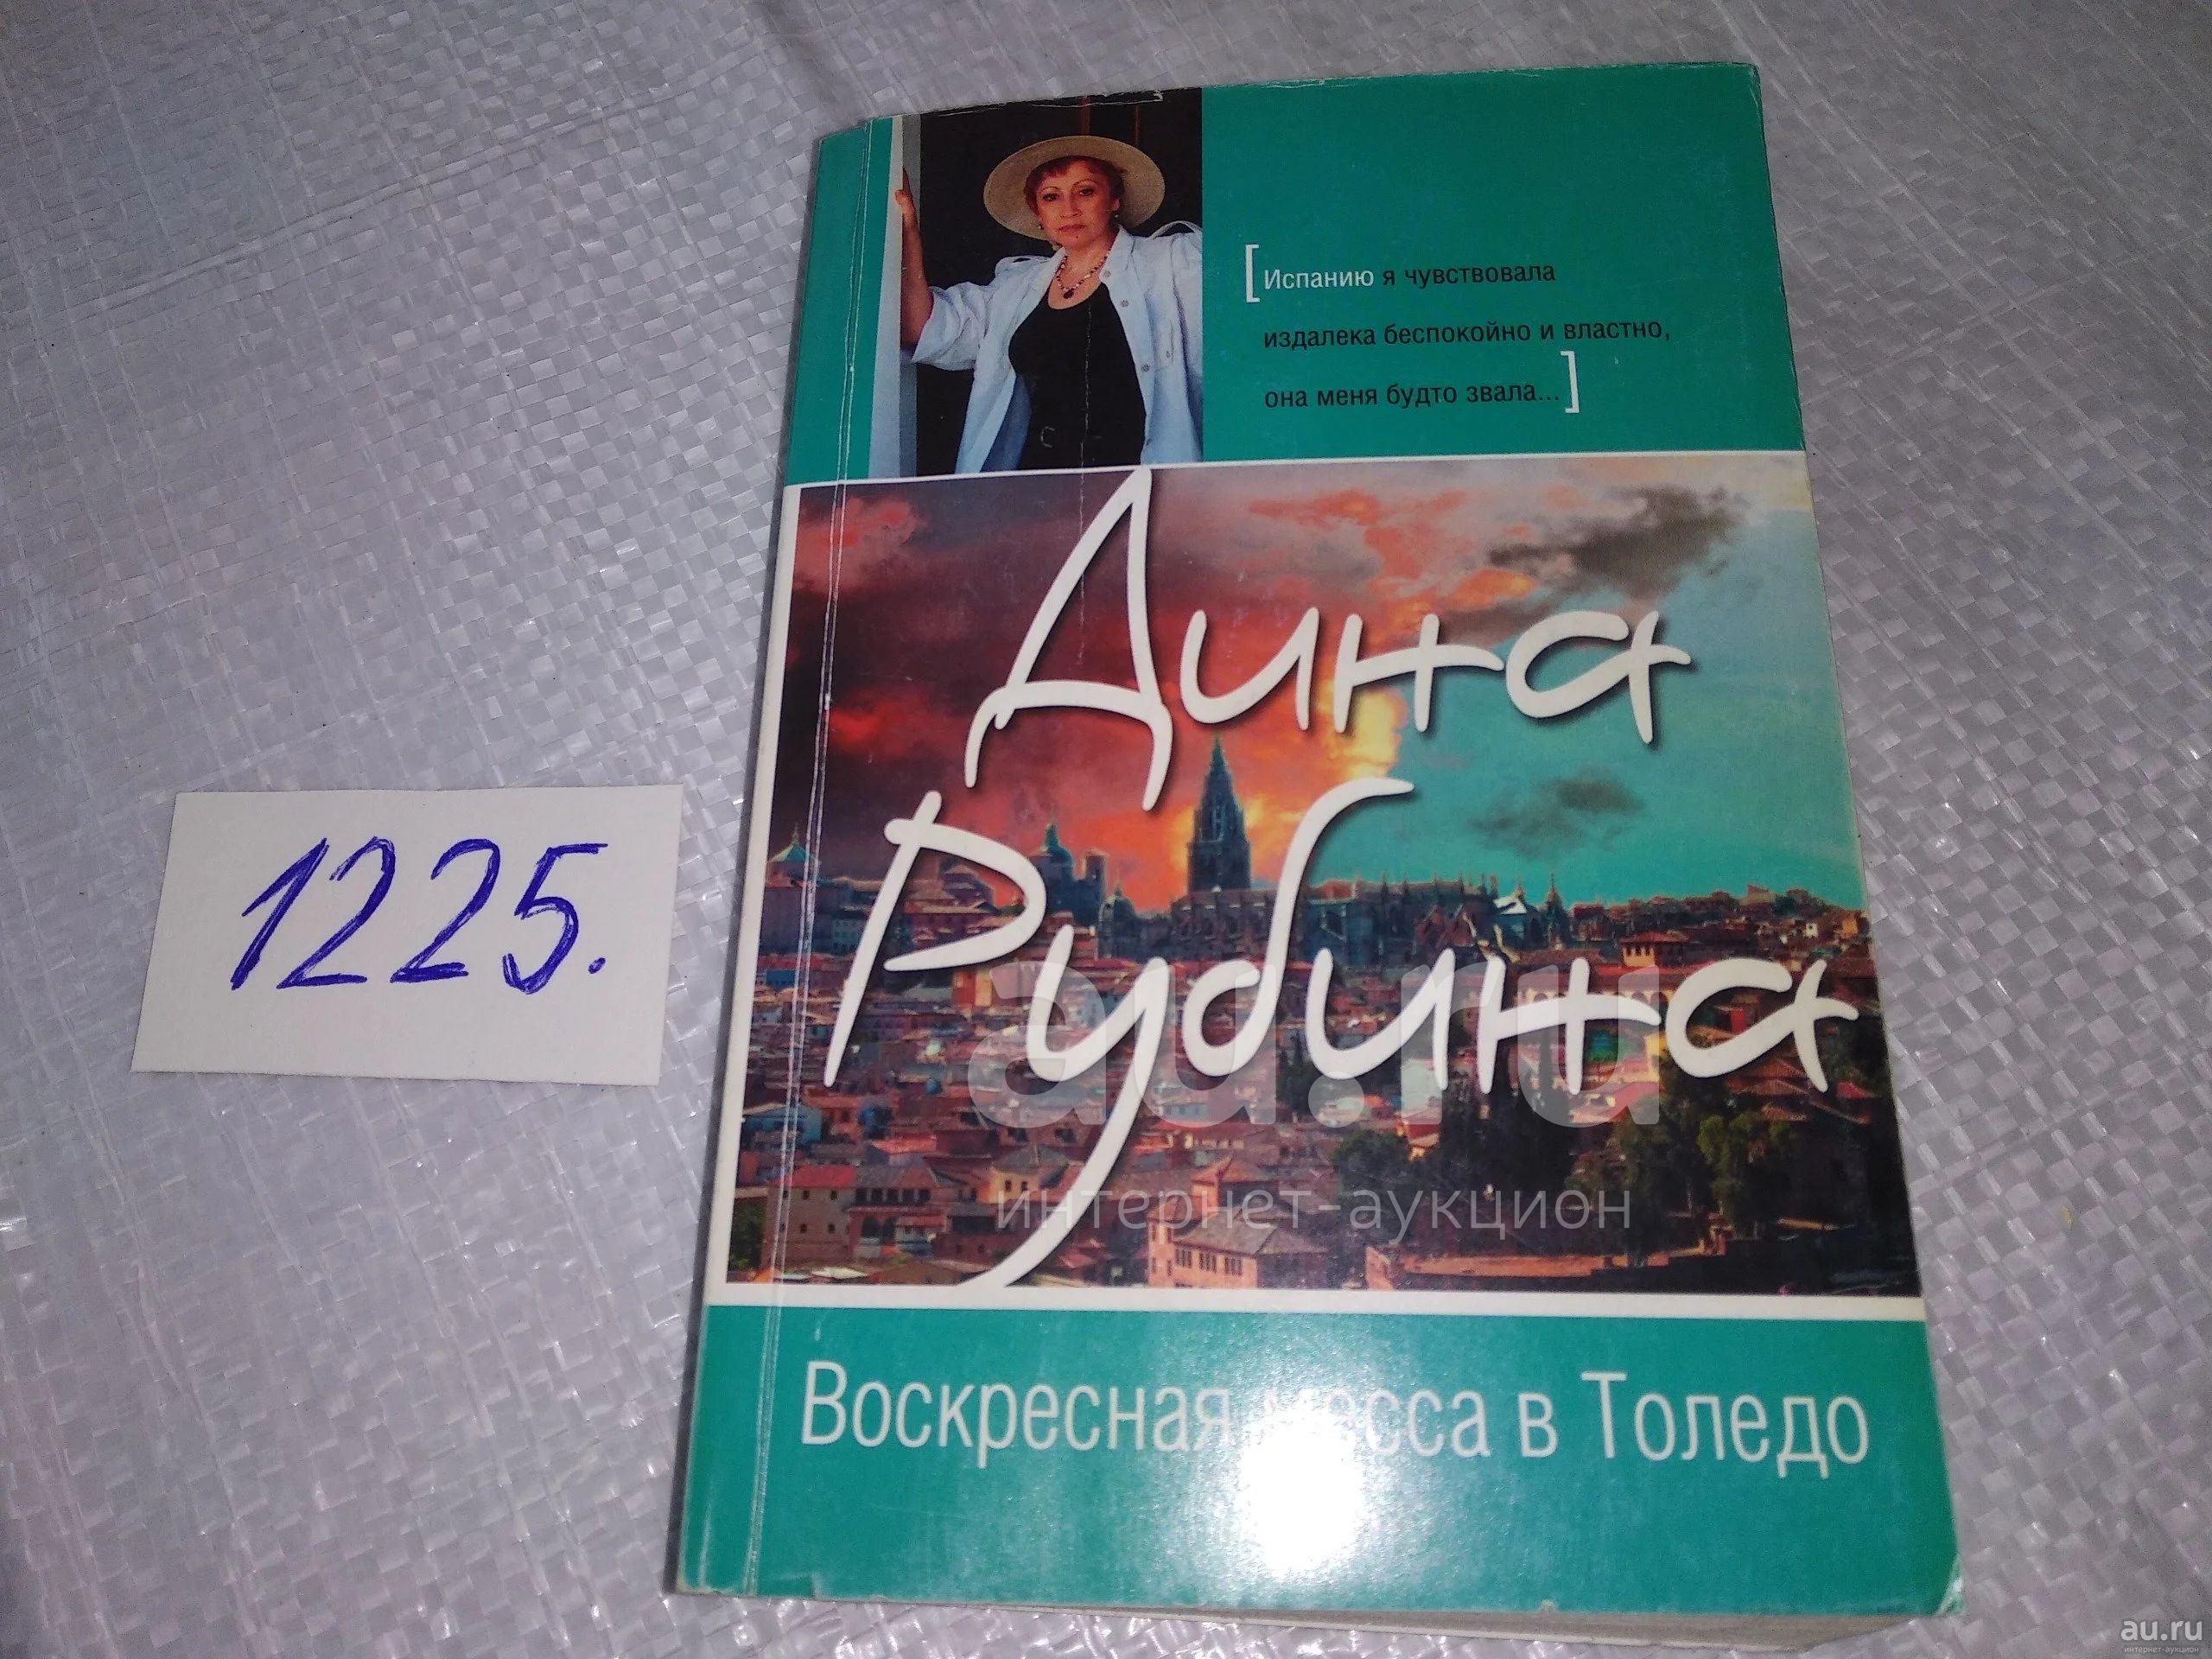 [Испанию я чувствовала
издалека беспокойно и властно,
она меня будто звала...]
Дина
Рубина
1225.
au.ru
интернет-аукцион
Воскресная месса в Толедо
au.ru
интернет-аукцион